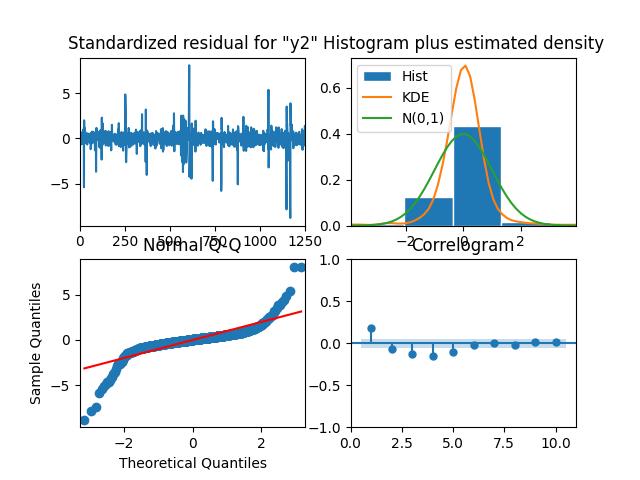 Standardized residual for "y2" Histogram plus estimated density
5
0
−5
0 250 500 750 1000 1250
0.6
0.4
0.2
0.0
−2 0 2
Hist
KDE
N(0,1)
Normal Q-Q
Sample Quantiles
5
0
−5
−2 0 2
Theoretical Quantiles
Correlogram
1.0
0.5
0.0
−0.5
−1.0
0.0 2.5 5.0 7.5 10.0